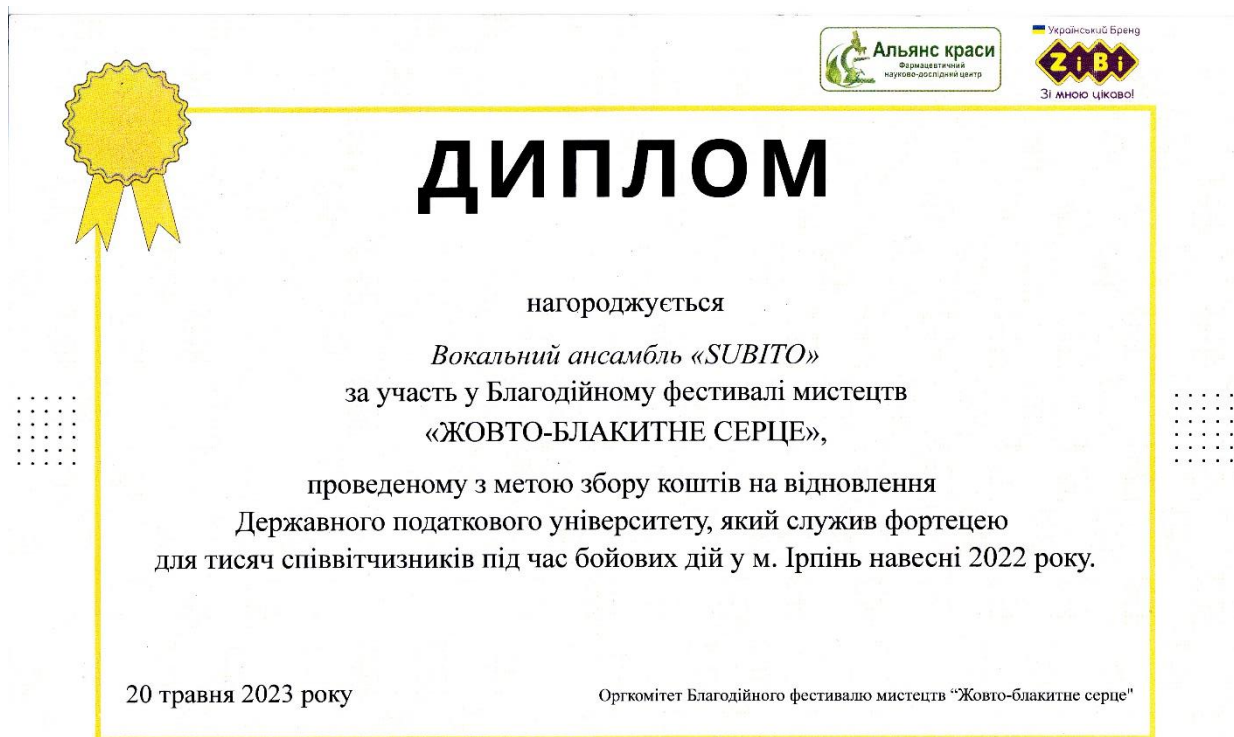 Альянс краси
Фармацевтичний
науково-дослідний центр
Український Бренд
ZiBi
Зі мною цікаво!
ДИПЛОМ
нагороджується
Вокальний ансамбль «SUBITO»
за участь у Благодійному фестивалі мистецтв
«ЖОВТО-БЛАКИТНЕ СЕРЦЕ»,
проведеному з метою збору коштів на відновлення
Державного податкового університету, який служив фортецею
для тисяч співвітчизників під час бойових дій у м. Ірпінь навесні 2022 року.
20 травня 2023 року
Оргкомітет Благодійного фестивалю мистецтв “Жовто-блакитне серце"